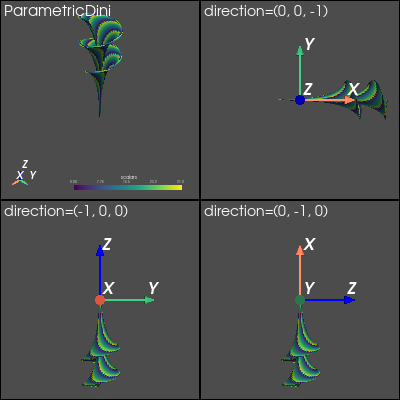 ParametricDini
direction=(0, 0, -1)
Y
Z
X
Z
X
Y
scalars
direction=(-1, 0, 0)
direction=(0, -1, 0)
Z
X
X
Y
Y
Z